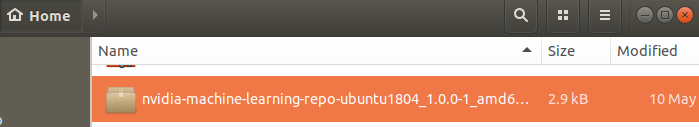 Home
Name Size Modified
nvidia-machine-learning-repo-ubuntu1804_1.0.0-1_amd6… 2.9 kB 10 May